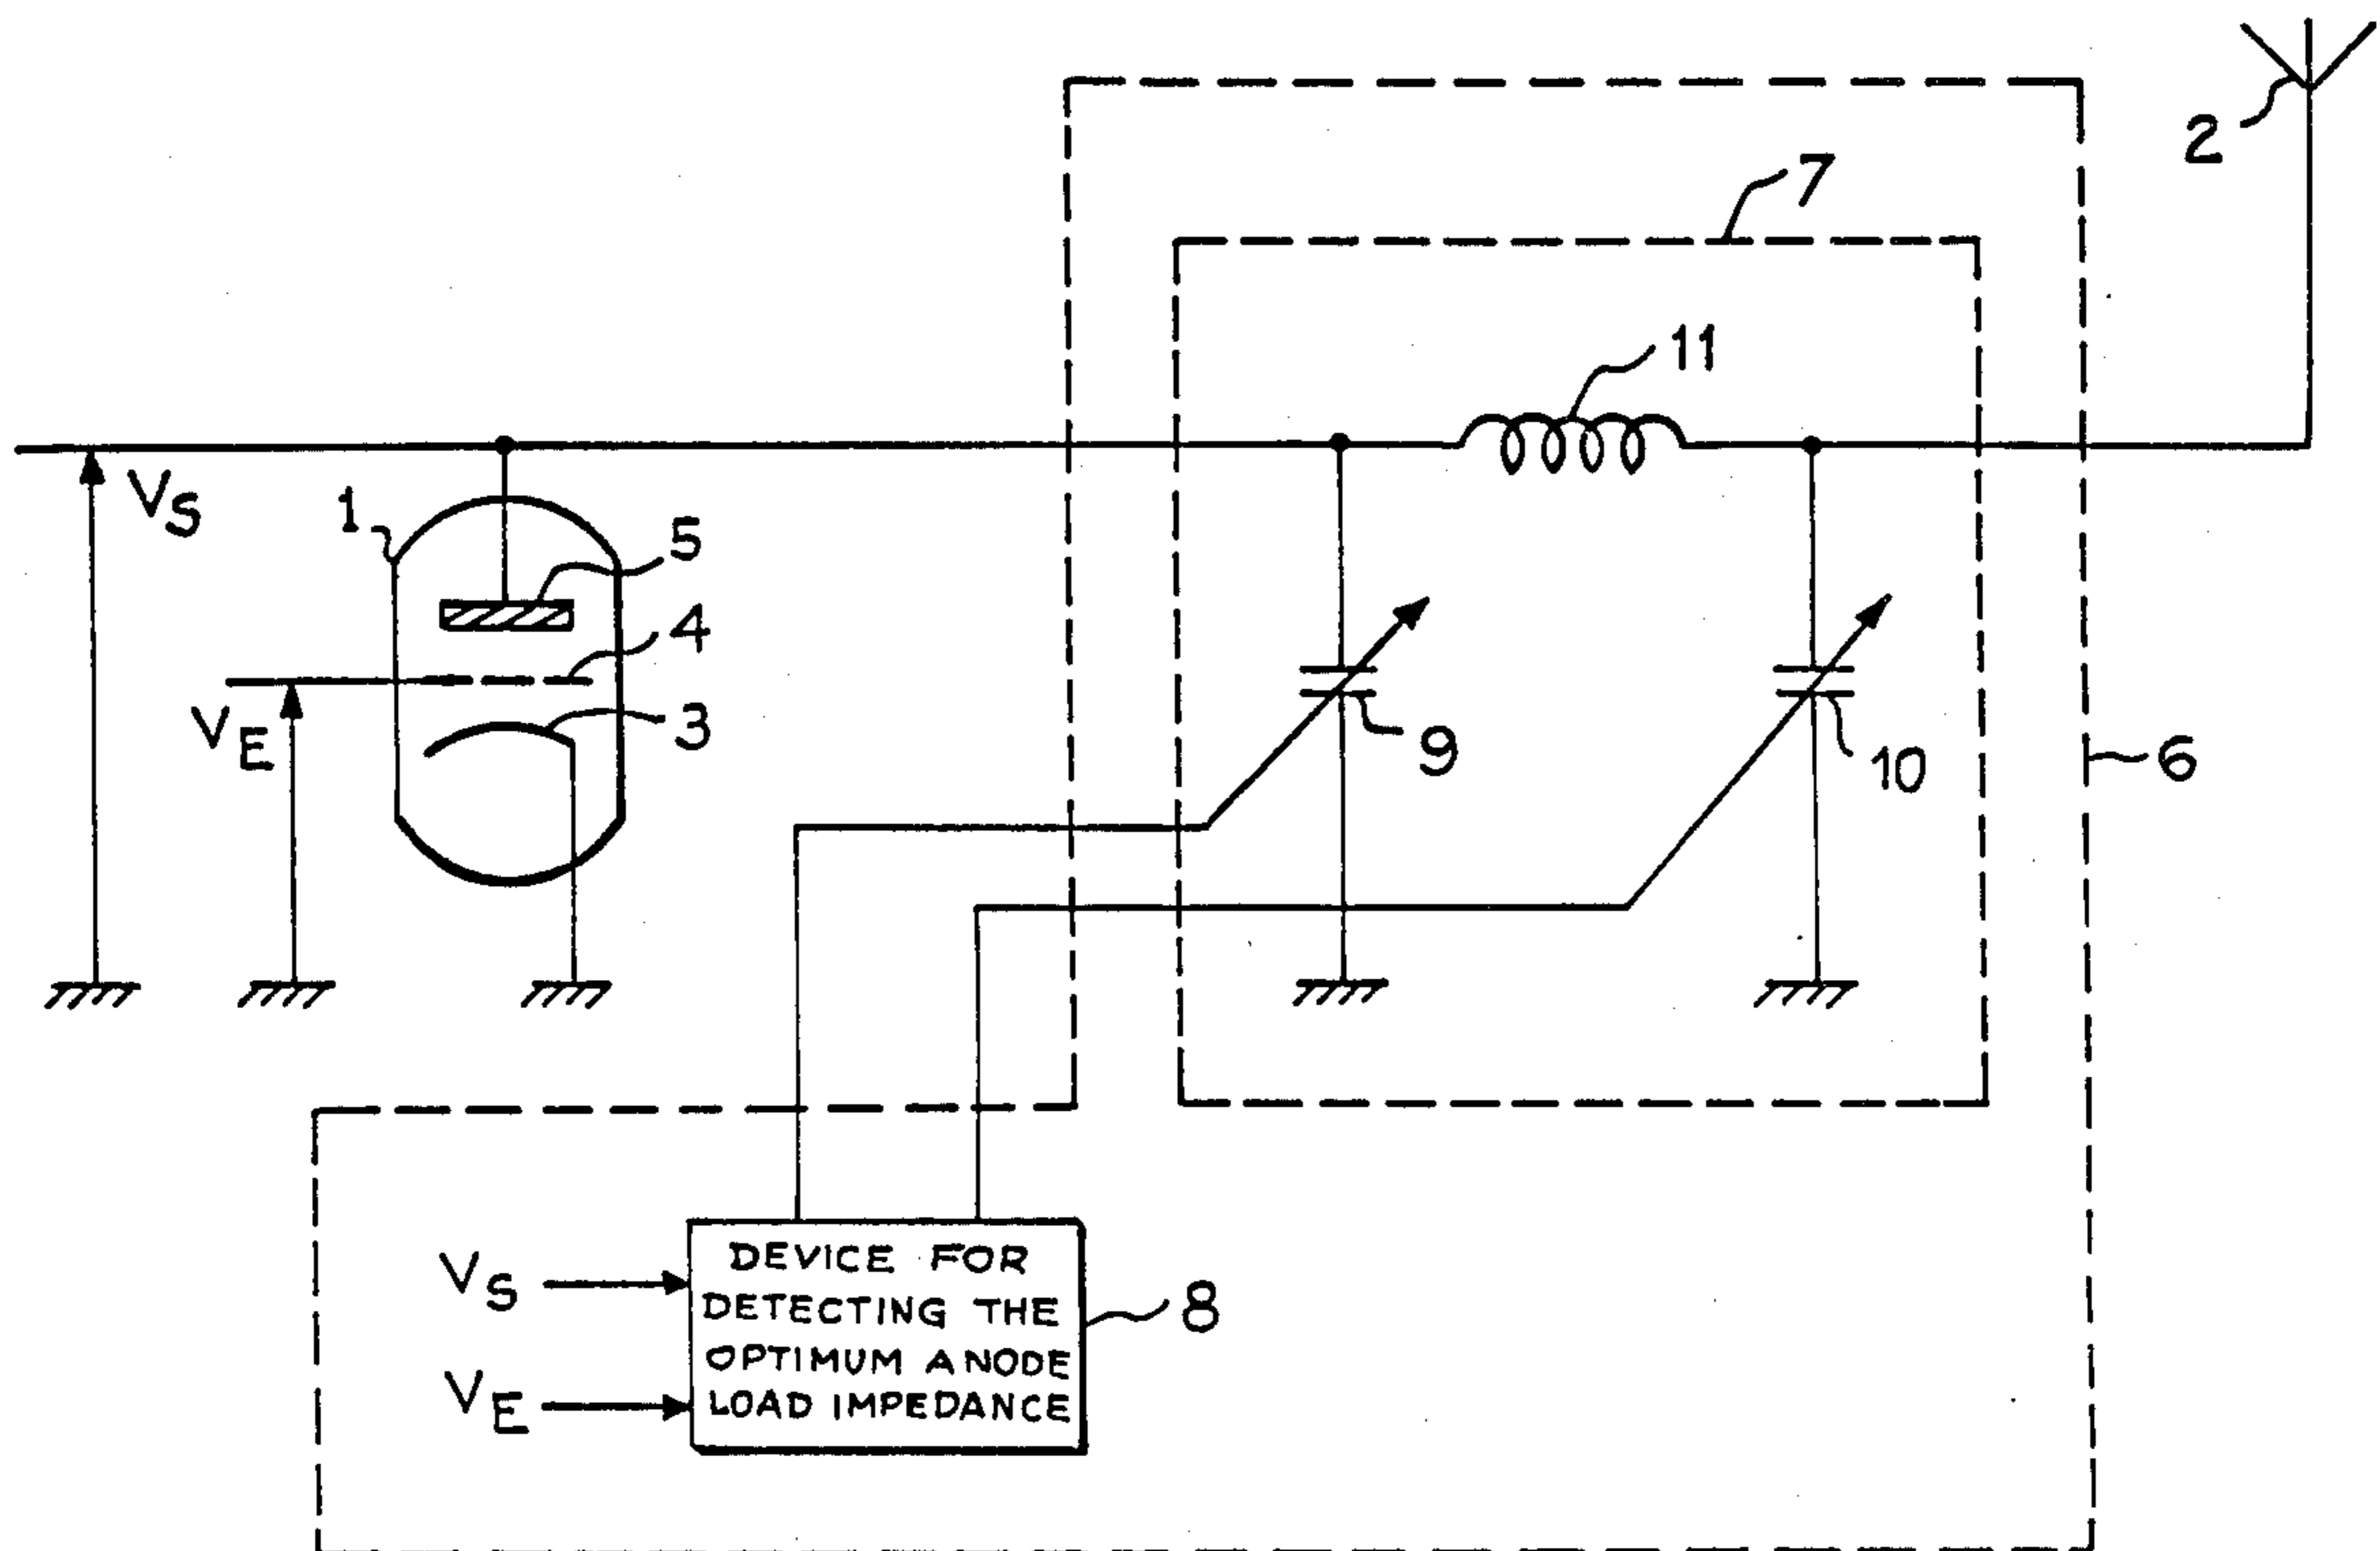 2
7
11
VS
1
5
4
VE
3
9
10
6
DEVICE FOR
DETECTING THE
OPTIMUM ANODE
LOAD IMPEDANCE
VS
VE
8